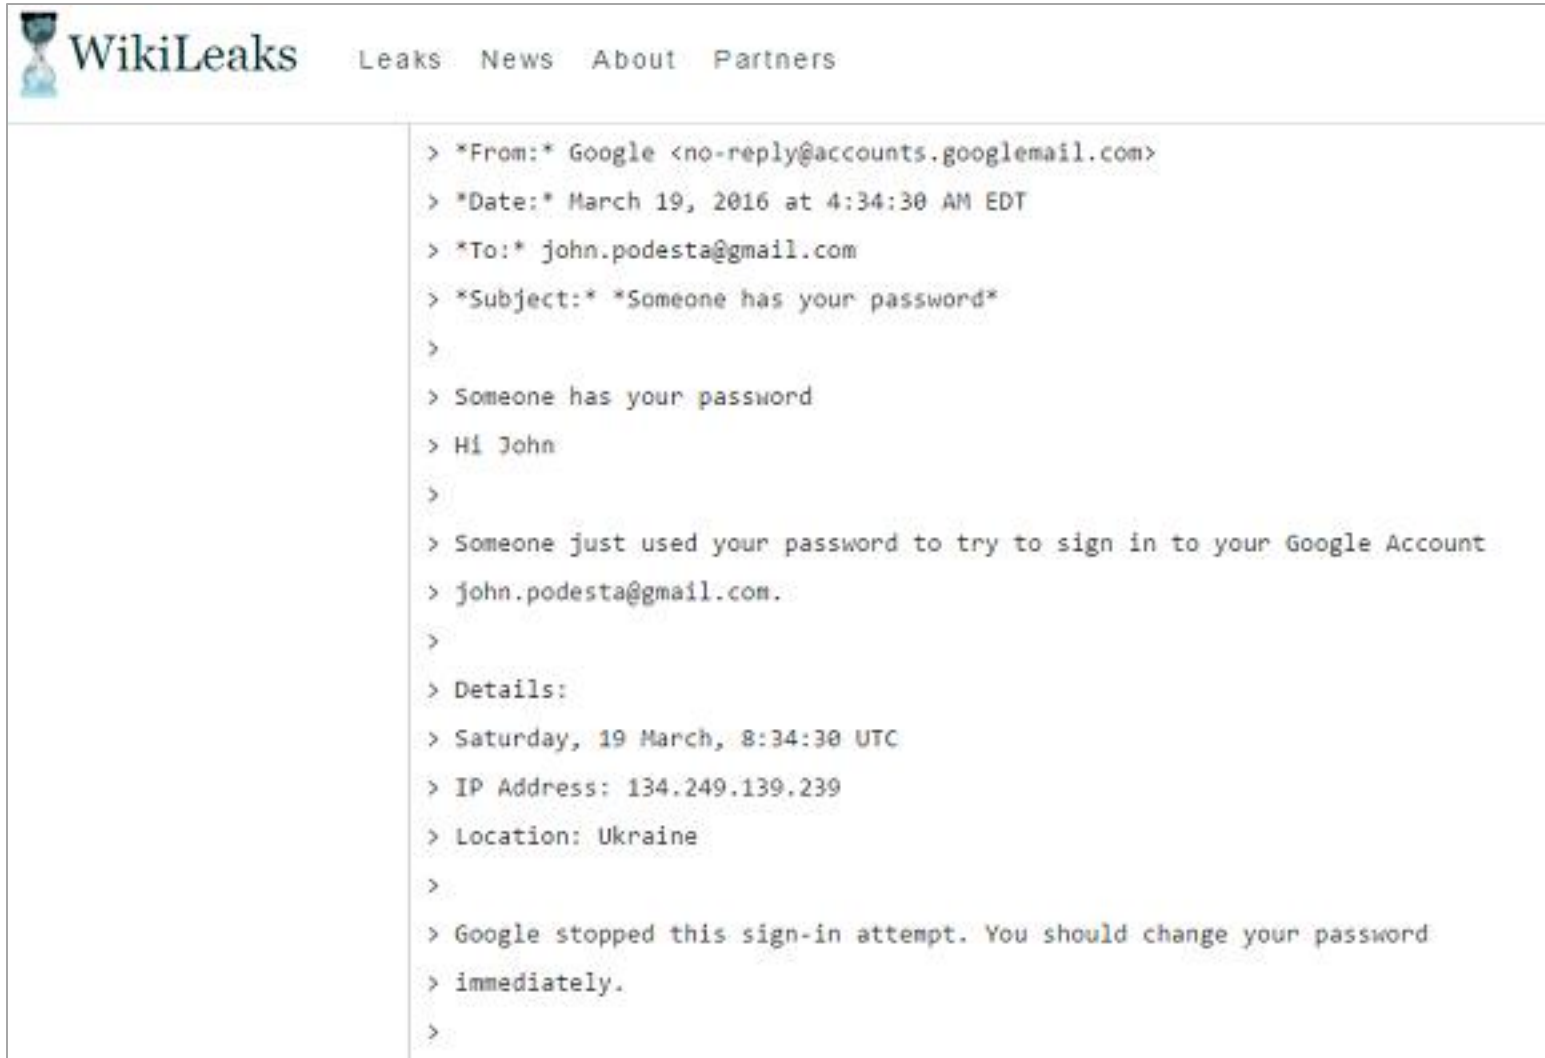 WikiLeaks Leaks News About Partners
> *From:* Google <no-reply@accounts.googlemail.com>
> *Date:* March 19, 2016 at 4:34:30 AM EDT
> *To:* john.podesta@gmail.com
> *Subject:* *Someone has your password*
>
> Someone has your password
> Hi John
>
> Someone just used your password to try to sign in to your Google Account
> john.podesta@gmail.com.
>
> Details:
> Saturday, 19 March, 8:34:30 UTC
> IP Address: 134.249.139.239
> Location: Ukraine
>
> Google stopped this sign-in attempt. You should change your password
> immediately.
>